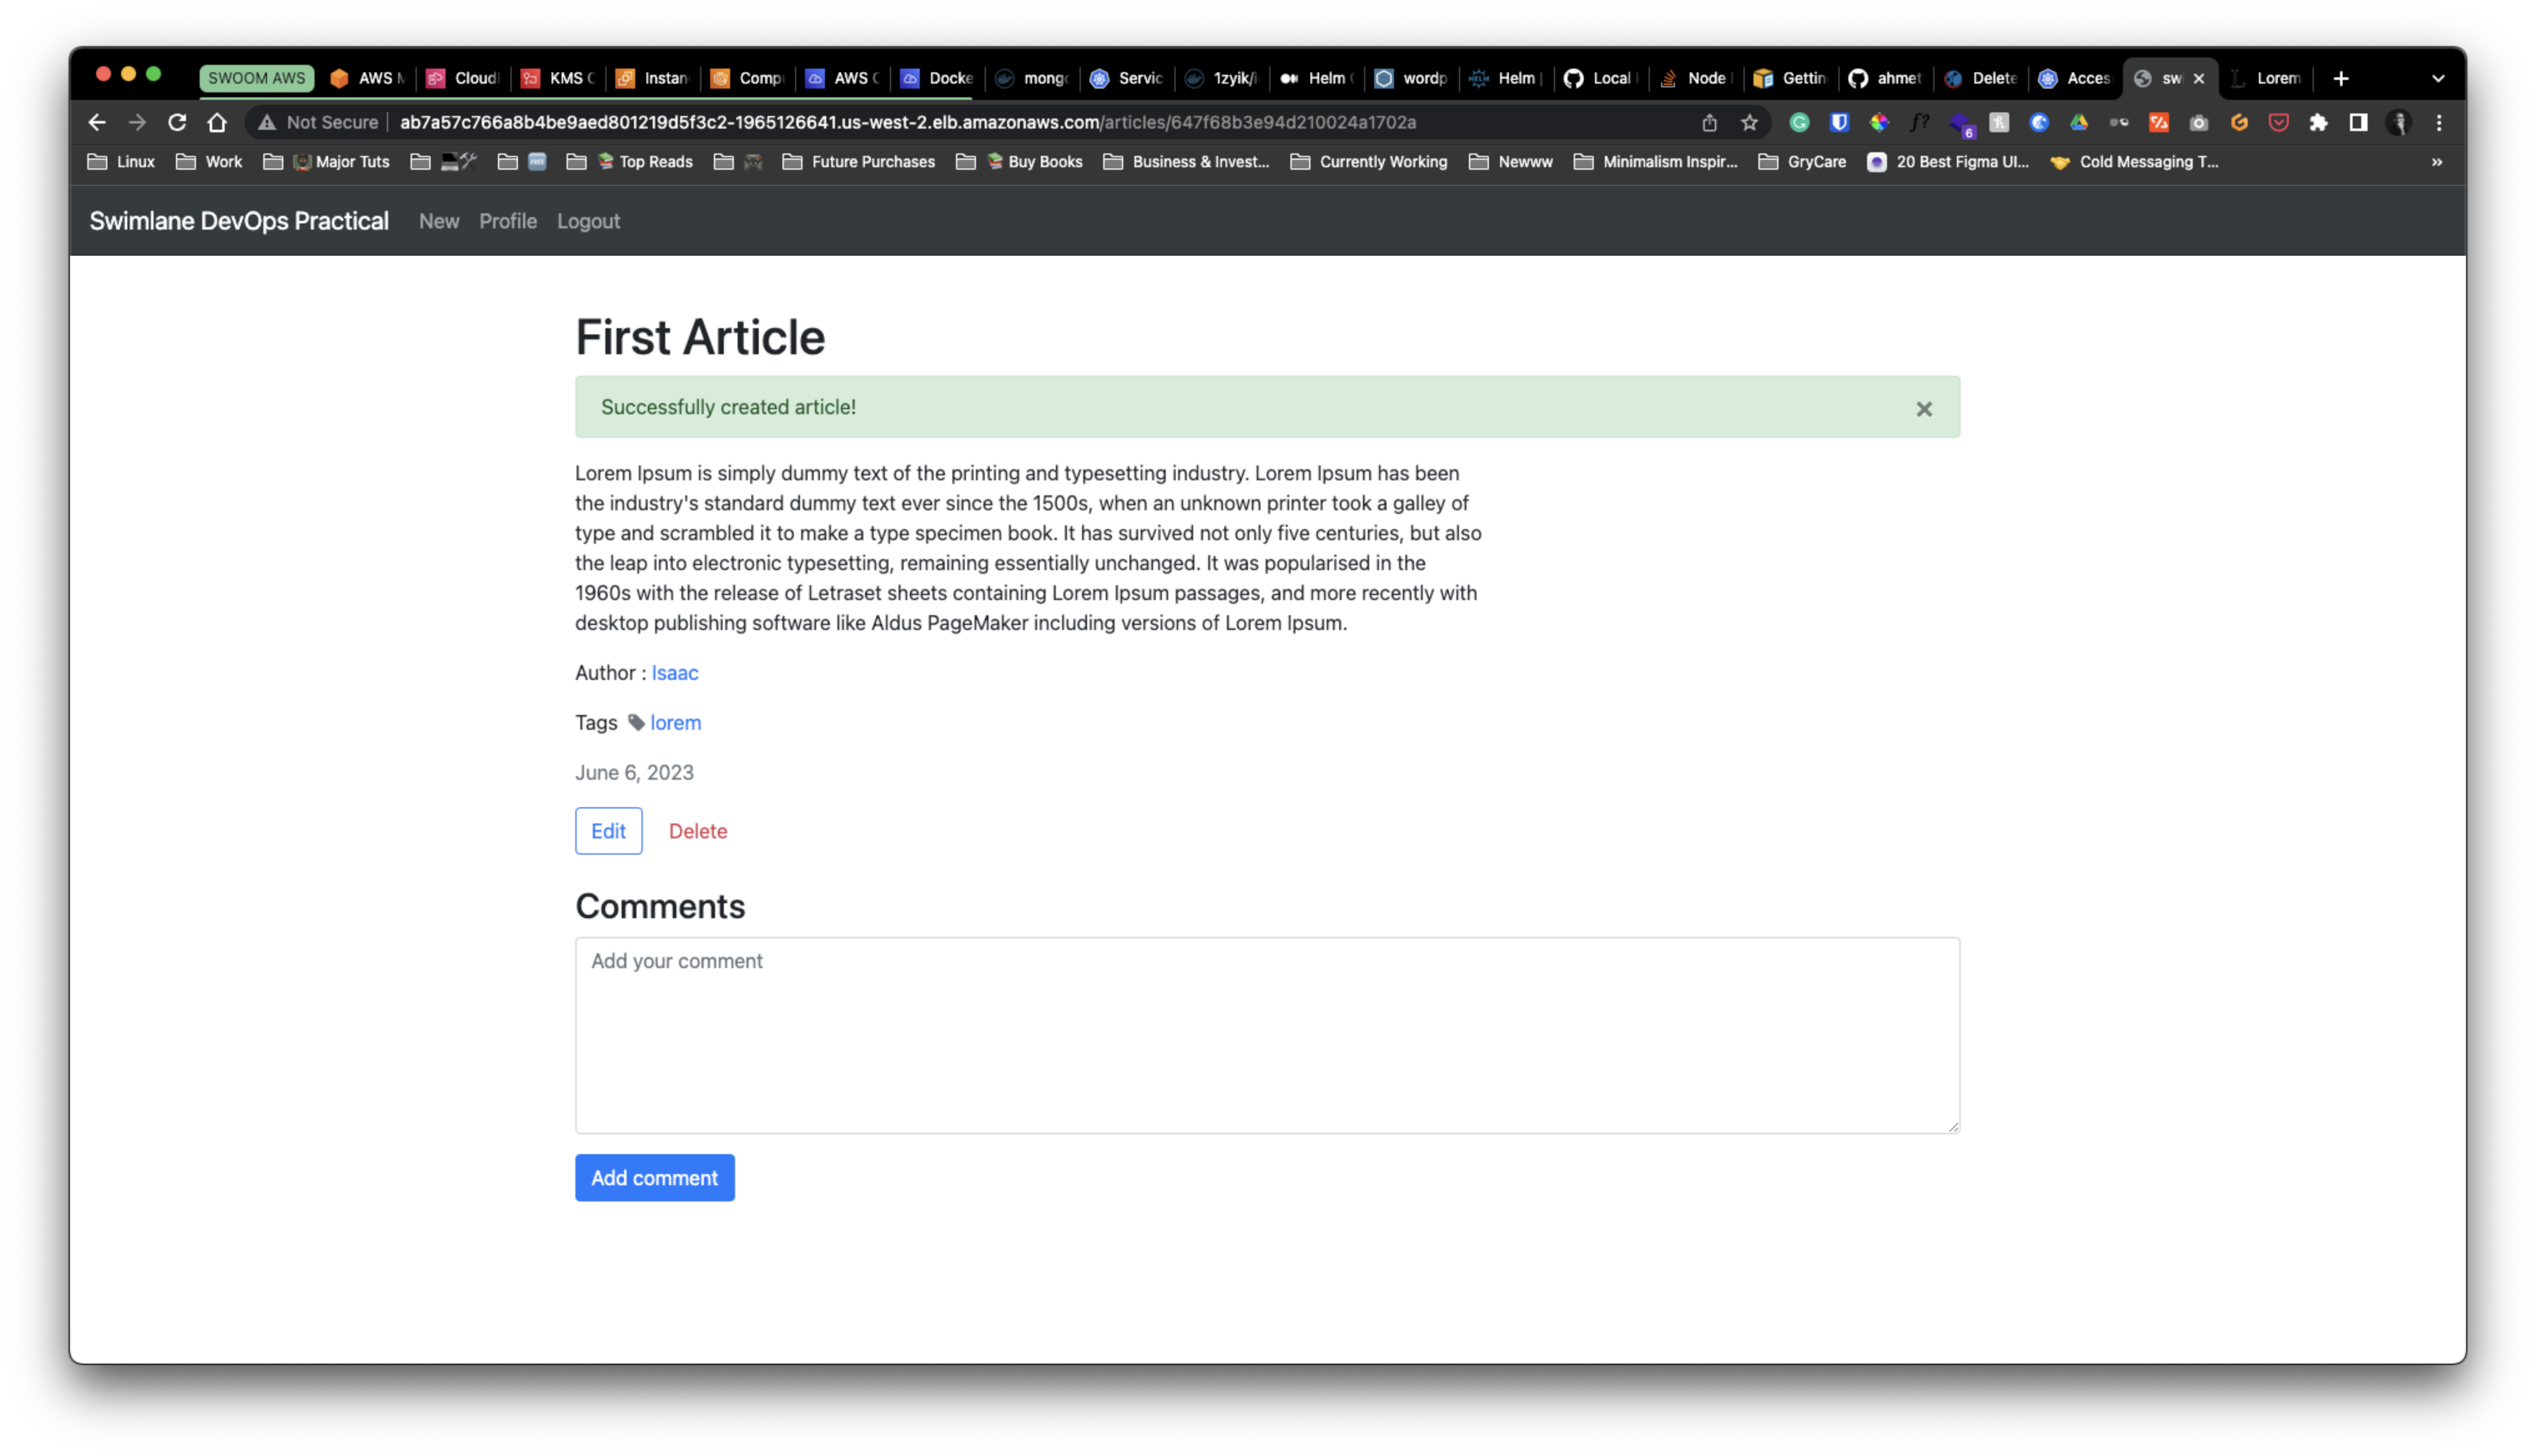 SWOOM AWS AWS Cloud KMS C Instan Comp AWS C Docke mong Servic 1zyik/i Helm wordp Helm Local Node Gettin ahmet Delete Acces sw Lorem
Not Secure ab7a57c766a8b4be9aed801219d5f3c2-1965126641.us-west-2.elb.amazonaws.com/articles/647f68b3e94d210024a1702a 6
Linux Work Major Tuts FREE Top Reads Future Purchases Buy Books Business & Invest... Currently Working Newww Minimalism Inspir... GryCare 20 Best Figma UI... Cold Messaging T...
Swimlane DevOps Practical New Profile Logout
First Article
Successfully created article!
Lorem Ipsum is simply dummy text of the printing and typesetting industry. Lorem Ipsum has been
the industry's standard dummy text ever since the 1500s, when an unknown printer took a galley of
type and scrambled it to make a type specimen book. It has survived not only five centuries, but also
the leap into electronic typesetting, remaining essentially unchanged. It was popularised in the
1960s with the release of Letraset sheets containing Lorem Ipsum passages, and more recently with
desktop publishing software like Aldus PageMaker including versions of Lorem Ipsum.
Author : Isaac
Tags lorem
June 6, 2023
Edit Delete
Comments
Add your comment
Add comment